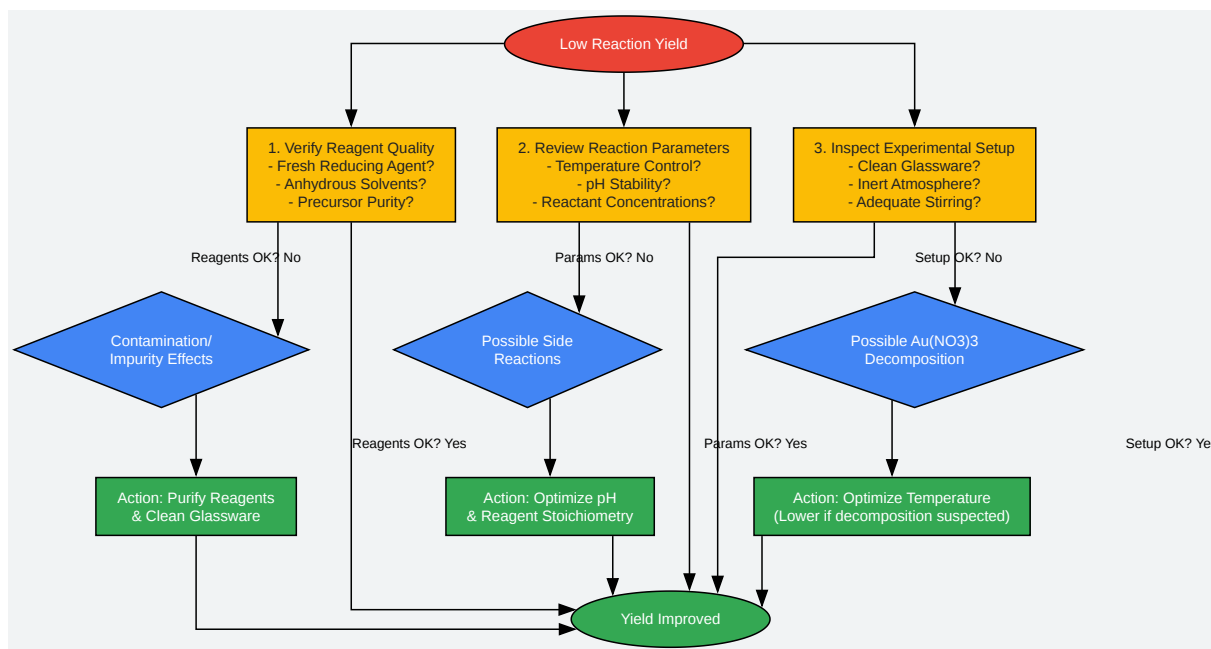 Low Reaction Yield
1. Verify Reagent Quality
- Fresh Reducing Agent?
- Anhydrous Solvents?
- Precursor Purity?
2. Review Reaction Parameters
- Temperature Control?
- pH Stability?
- Reactant Concentrations?
3. Inspect Experimental Setup
- Clean Glassware?
- Inert Atmosphere?
- Adequate Stirring?
Reagents OK? No
Params OK? No
Setup OK? No
Contamination/
Impurity Effects
Possible Side
Reactions
Possible Au(NO3)3
Decomposition
Reagents OK? Yes
Params OK? Yes
Setup OK? Ye
Action: Purify Reagents
& Clean Glassware
Action: Optimize pH
& Reagent Stoichiometry
Action: Optimize Temperature
(Lower if decomposition suspected)
Yield Improved